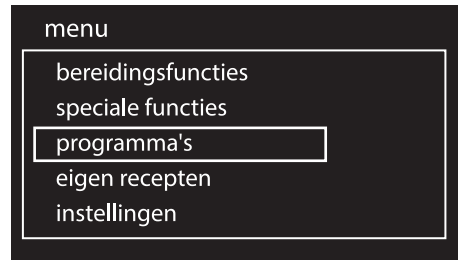 menu
bereidingsfuncties
speciale functies
programma's
eigen recepten
instellingen